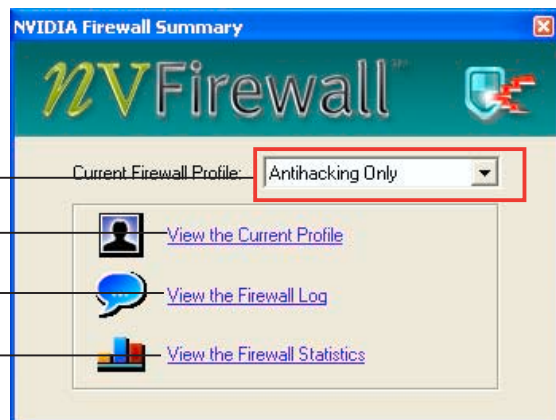 NVIDIA Firewall Summary
NVFirewall
Current Firewall Profile: Antihacking Only
View the Current Profile
View the Firewall Log
View the Firewall Statistics